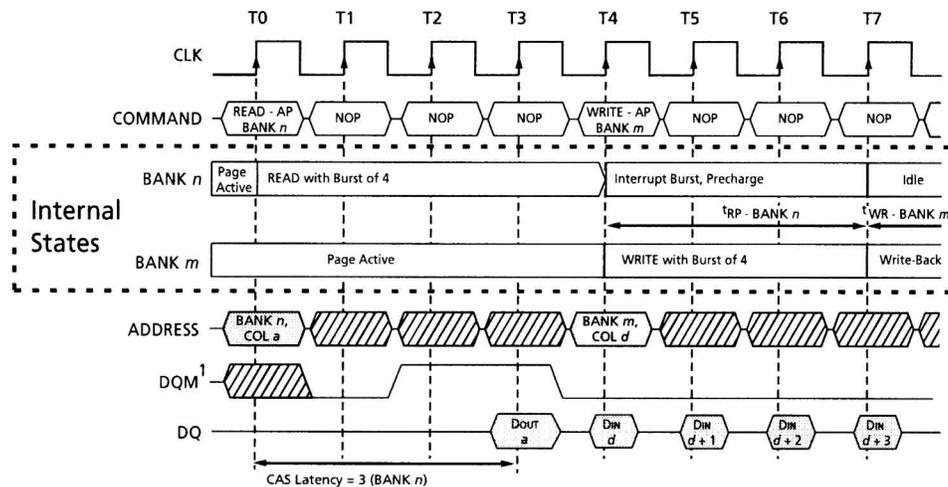 T0 T1 T2 T3 T4 T5 T6 T7
CLK
COMMAND
READ - AP
BANK n
NOP
NOP
NOP
WRITE - AP
BANK m
NOP
NOP
NOP
Internal
States
BANK n
Page
Active
READ with Burst of 4
Interrupt Burst, Precharge
Idle
tRP - BANK n
tWR - BANK m
BANK m
Page Active
WRITE with Burst of 4
Write-Back
ADDRESS
BANK n,
COL a
BANK m,
COL d
DQM1
DQ
DOUT
a
DIN
d
DIN
d + 1
DIN
d + 2
DIN
d + 3
CAS Latency = 3 (BANK n)